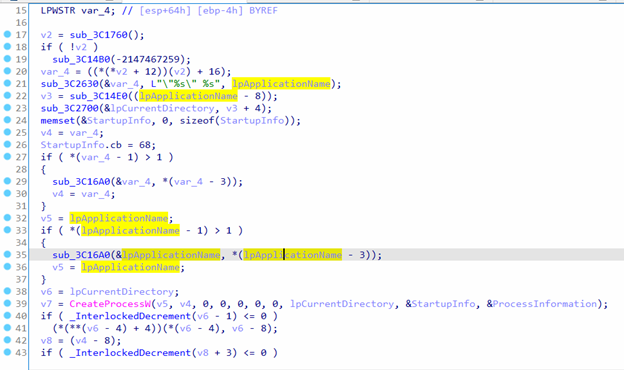 15 LPWSTR var_4; // [esp+64h] [ebp-4h] BYREF
16
17 v2 = sub_3C1760();
18 if ( !v2 )
19 sub_3C14B0(-2147467259);
20 var_4 = ((*(*v2 + 12))(v2) + 16);
21 sub_3C2630(&var_4, L"\"%s\" %s", lpApplicationName);
22 v3 = sub_3C14E0((lpApplicationName - 8));
23 sub_3C2700(&lpCurrentDirectory, v3 + 4);
24 memset(&StartupInfo, 0, sizeof(StartupInfo));
25 v4 = var_4;
26 StartupInfo.cb = 68;
27 if ( *(var_4 - 1) > 1 )
28 {
29 sub_3C16A0(&var_4, *(var_4 - 3));
30 v4 = var_4;
31 }
32 v5 = lpApplicationName;
33 if ( *(lpApplicationName - 1) > 1 )
34 {
35 sub_3C16A0(&lpApplicationName, *(lpApplicationName - 3));
36 v5 = lpApplicationName;
37 }
38 v6 = lpCurrentDirectory;
39 v7 = CreateProcessW(v5, v4, 0, 0, 0, 0, 0, lpCurrentDirectory, &StartupInfo, &ProcessInformation);
40 if ( _InterlockedDecrement(v6 - 1) <= 0 )
41 (*(**(v6 - 4) + 4))(*(v6 - 4), v6 - 8);
42 v8 = (v4 - 8);
43 if ( _InterlockedDecrement(v8 + 3) <= 0 )